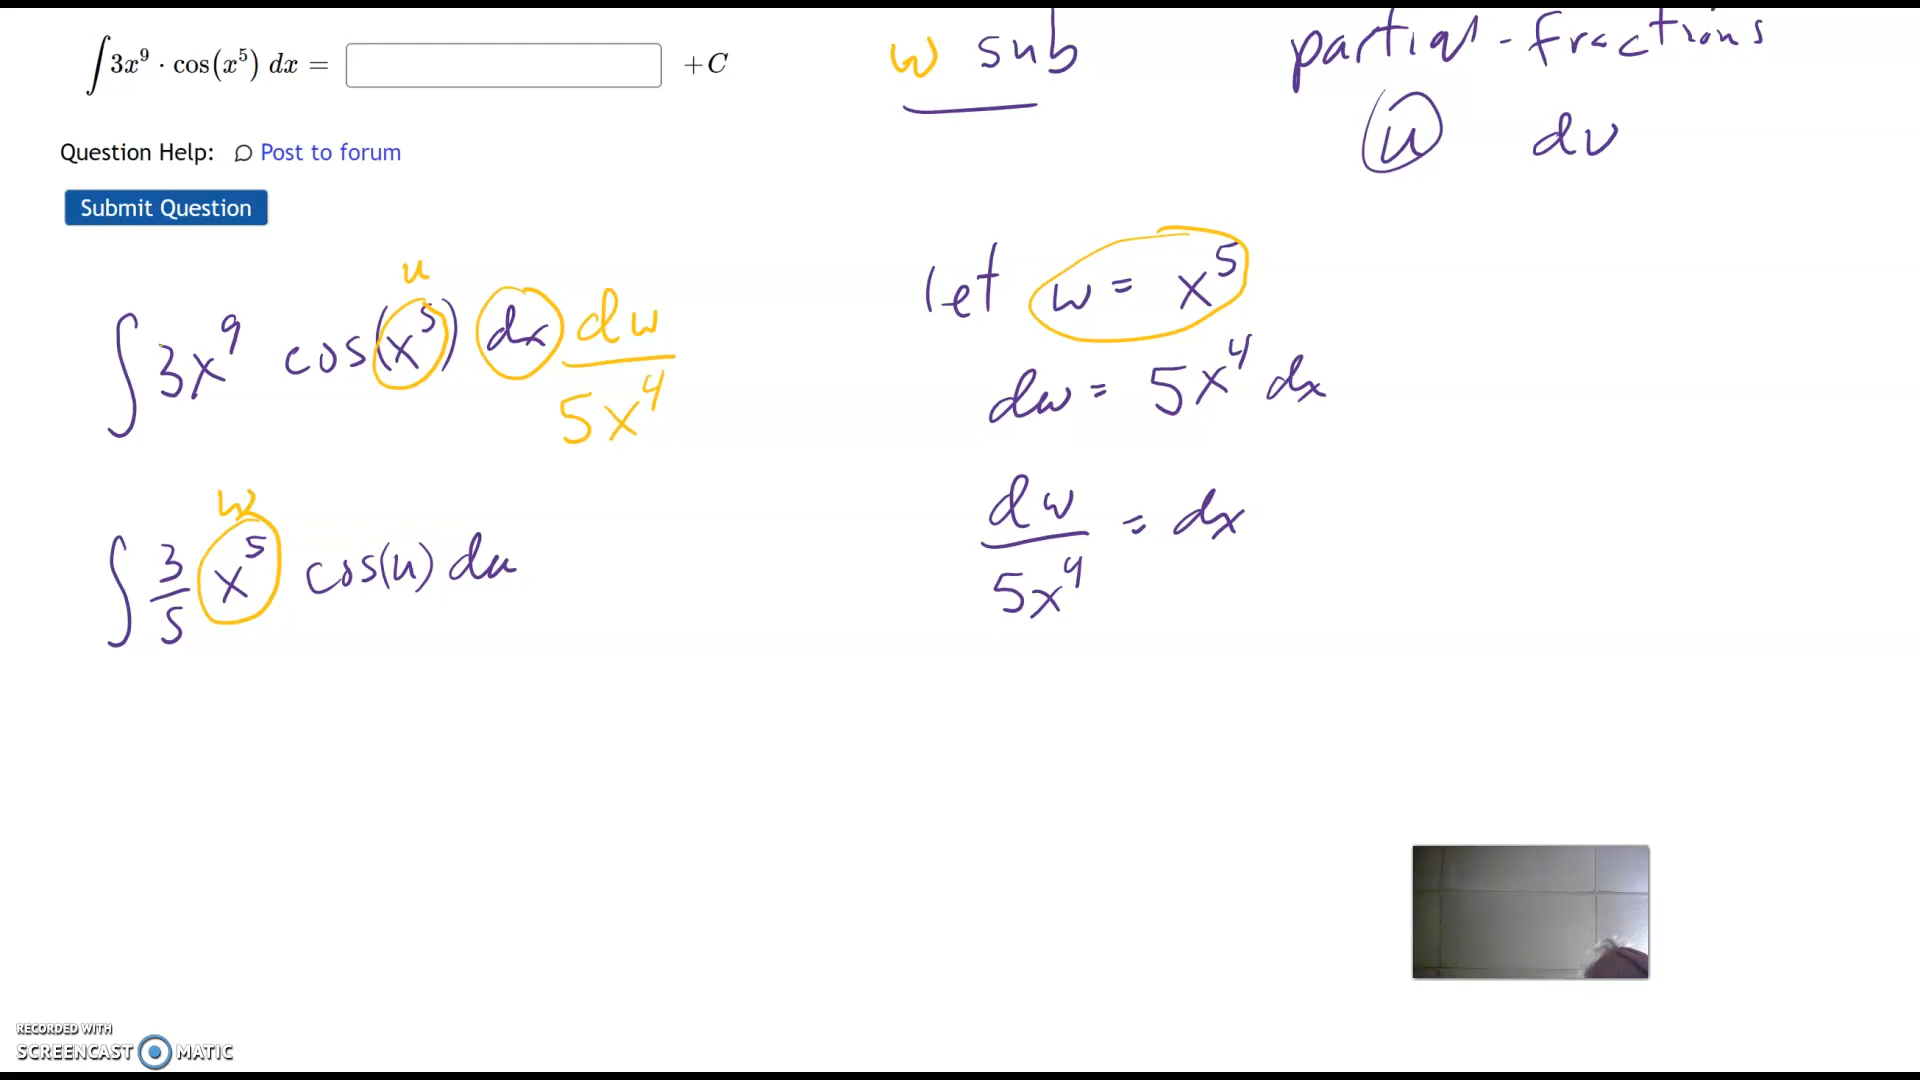 ∫3x⁹ · cos(x⁵) dx = +C
w sub
partial - fractions
u dv
Question Help: Post to forum
Submit Question
∫ 3x⁹ cos(x⁵) dx dw/5x⁴
u
let w = x⁵
dw = 5x⁴ dx
dw/5x⁴ = dx
w
∫ 3/5 x⁵ cos(u) du
RECORDED WITH
SCREENCAST MATIC